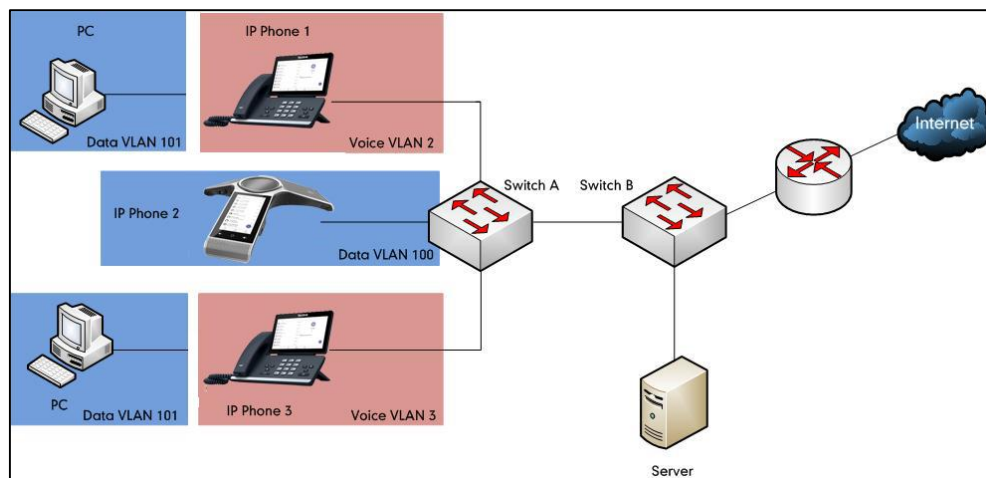 PC
IP Phone 1
Data VLAN 101
Voice VLAN 2
IP Phone 2
Data VLAN 100
Switch A
Switch B
Internet
PC
Data VLAN 101
IP Phone 3
Voice VLAN 3
Server